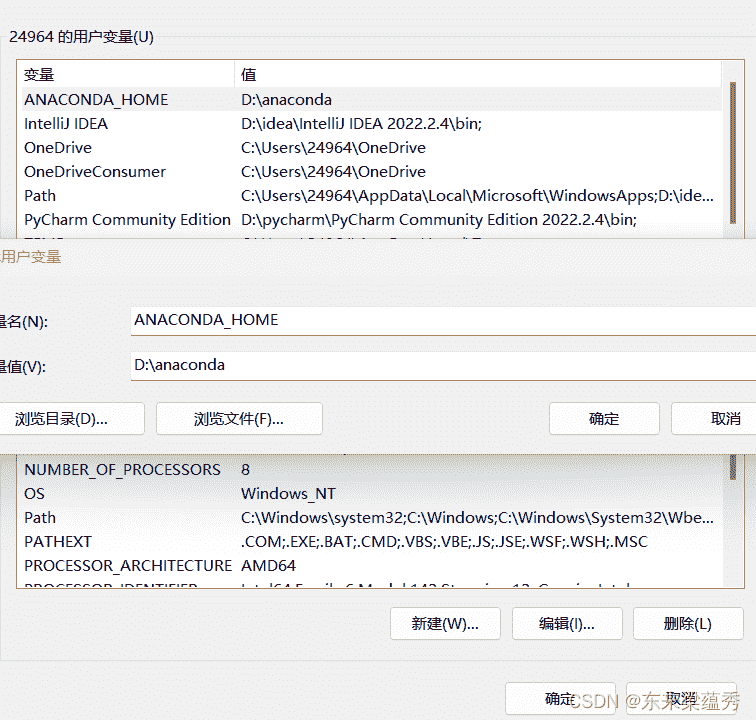 24964 的用户变量(U)
变量 值
ANACONDA_HOME D:\anaconda
IntelliJ IDEA D:\idea\IntelliJ IDEA 2022.2.4\bin;
OneDrive C:\Users\24964\OneDrive
OneDriveConsumer C:\Users\24964\OneDrive
Path C:\Users\24964\AppData\Local\Microsoft\WindowsApps;D:\ide...
PyCharm Community Edition D:\pycharm\PyCharm Community Edition 2022.2.4\bin;
用户变量
量名(N): ANACONDA_HOME
量值(V): D:\anaconda
浏览目录(D)... 浏览文件(F)... 确定 取消
NUMBER_OF_PROCESSORS 8
OS Windows_NT
Path C:\Windows\system32;C:\Windows;C:\Windows\System32\Wbe...
PATHEXT .COM;.EXE;.BAT;.CMD;.VBS;.VBE;.JS;.JSE;.WSF;.WSH;.MSC
PROCESSOR_ARCHITECTURE AMD64
新建(W)... 编辑(I)... 删除(L)
确定 取消
CSDN @东来梁蕴秀